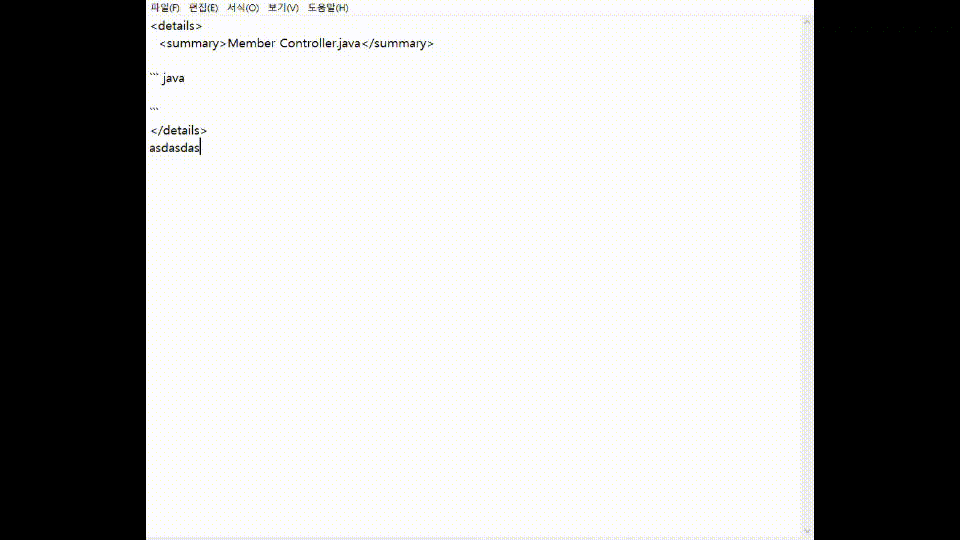 파일(F) 편집(E) 서식(O) 보기(V) 도움말(H)
<details>
<summary>Member Controller.java</summary>
``` java
```
</details>
asdasdas